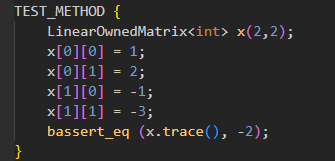 TEST_METHOD {
    LinearOwnedMatrix<int> x(2,2);
    x[0][0] = 1;
    x[0][1] = 2;
    x[1][0] = -1;
    x[1][1] = -3;
    bassert_eq (x.trace(), -2);
}